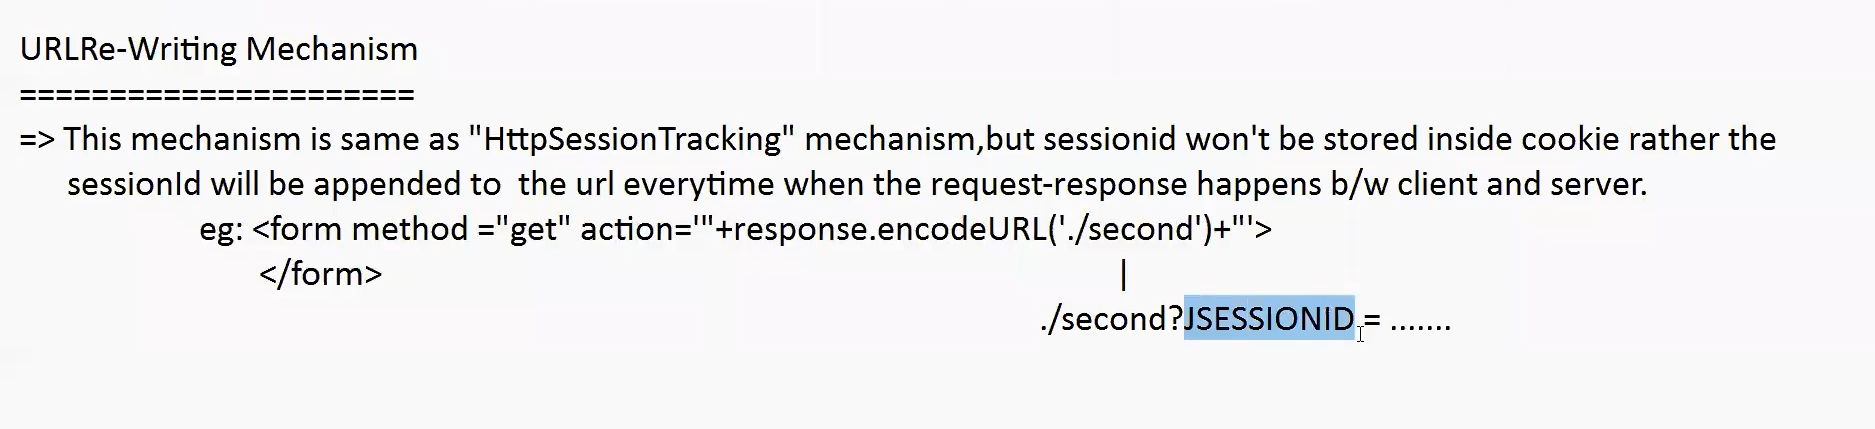 URLRe-Writing Mechanism
======================
=> This mechanism is same as "HttpSessionTracking" mechanism,but sessionid won't be stored inside cookie rather the
sessionId will be appended to  the url everytime when the request-response happens b/w client and server.
eg: <form method ="get" action='"+response.encodeURL('./second')+"'>
</form>
|
./second?JSESSIONID = .......